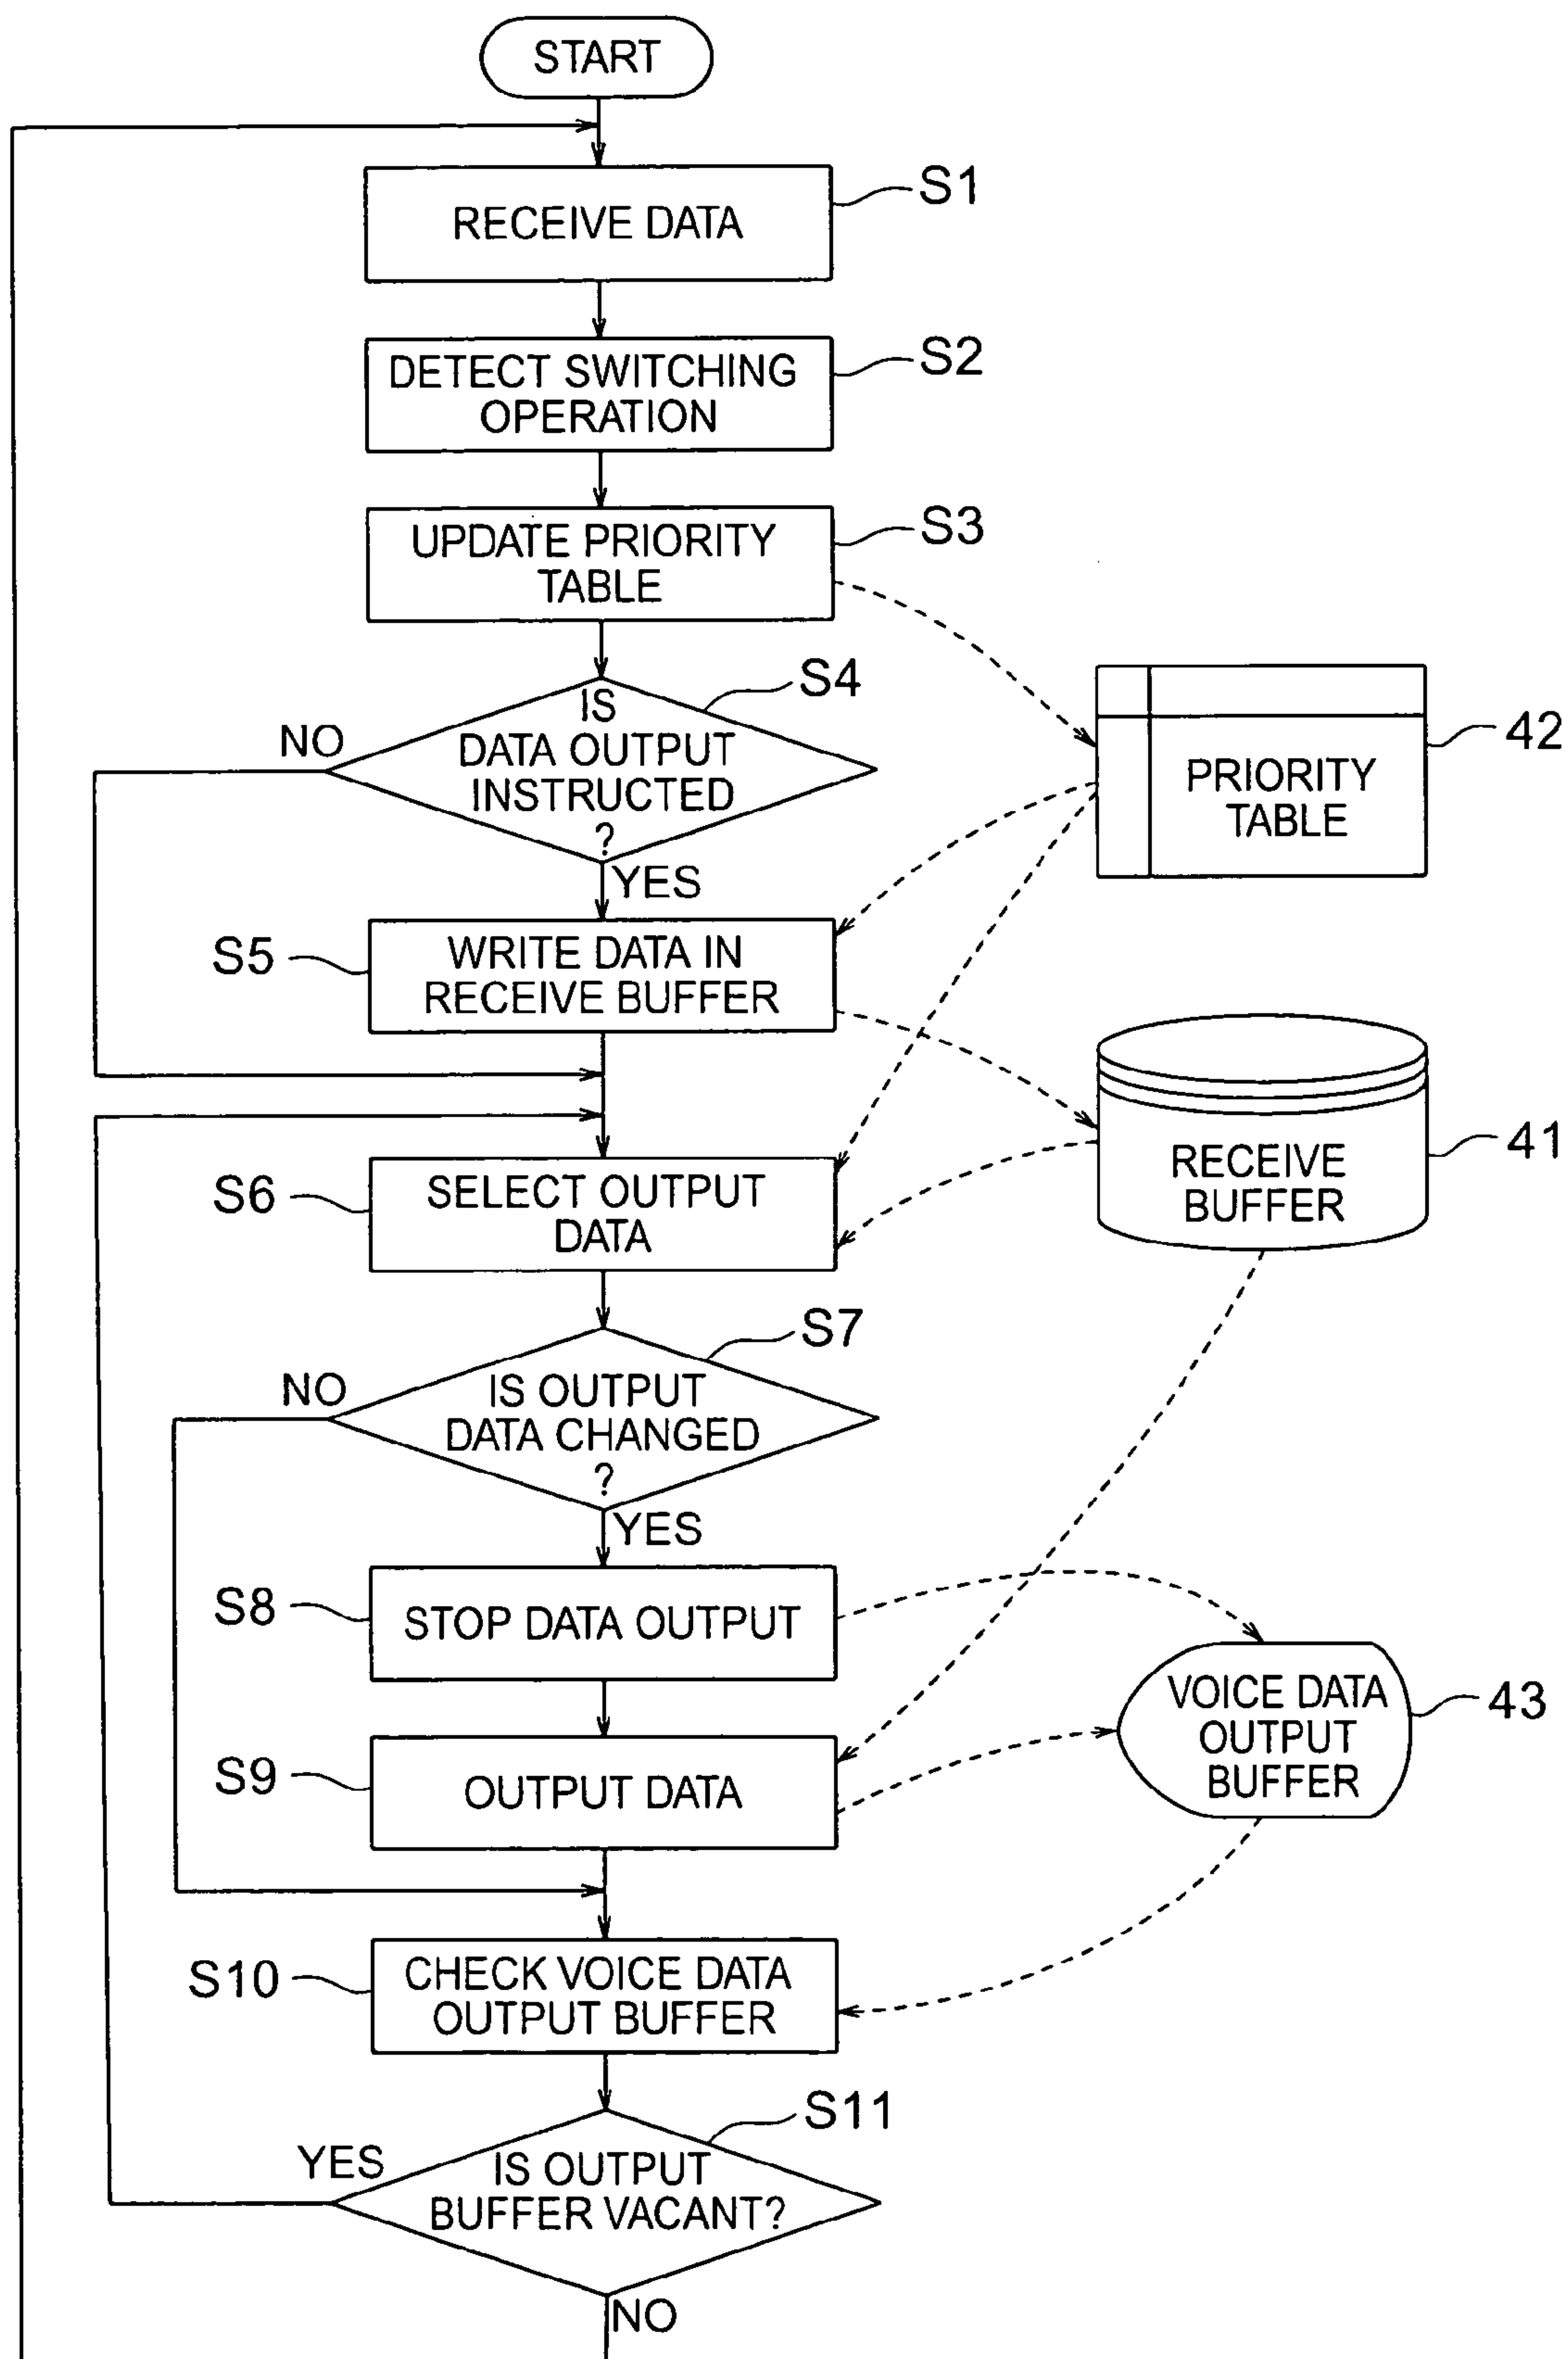 START
RECEIVE DATA
S1
DETECT SWITCHING
OPERATION
S2
UPDATE PRIORITY
TABLE
S3
IS
DATA OUTPUT
INSTRUCTED
?
S4
NO
YES
PRIORITY
TABLE
42
S5
WRITE DATA IN
RECEIVE BUFFER
RECEIVE
BUFFER
41
S6
SELECT OUTPUT
DATA
S7
NO
IS OUTPUT
DATA CHANGED
?
YES
S8
STOP DATA OUTPUT
VOICE DATA
OUTPUT
BUFFER
43
S9
OUTPUT DATA
S10
CHECK VOICE DATA
OUTPUT BUFFER
S11
YES
IS OUTPUT
BUFFER VACANT?
NO